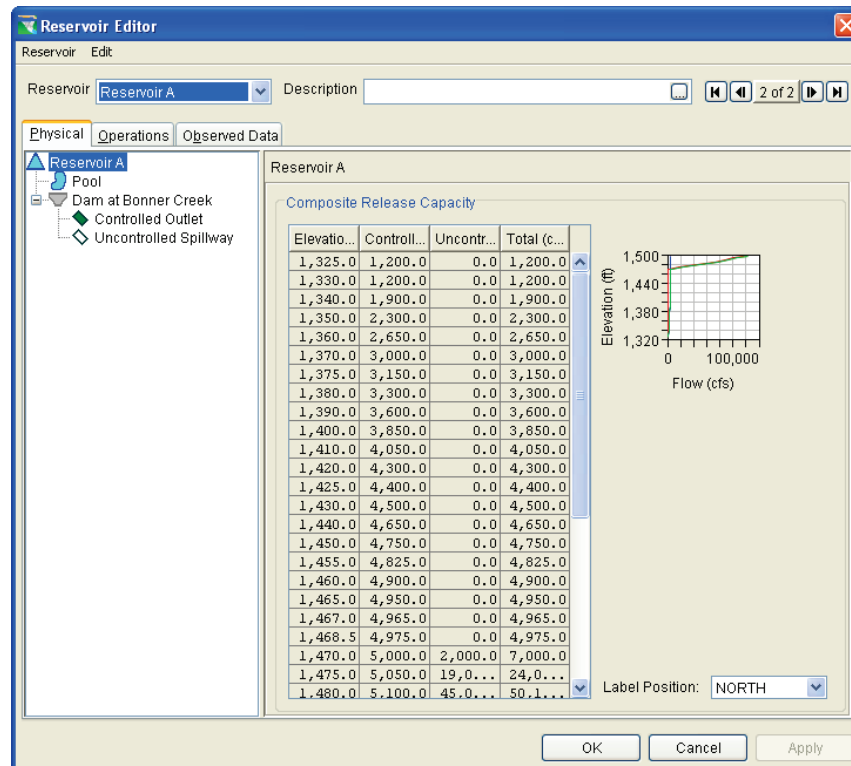 Reservoir Editor
Reservoir Edit
Reservoir Reservoir A Description ... 2 of 2
Physical Operations Observed Data
Reservoir A
Pool
Dam at Bonner Creek
Controlled Outlet
Uncontrolled Spillway
Reservoir A
Composite Release Capacity
Elevatio... Controll... Uncontr... Total (c...
1,325.0 1,200.0 0.0 1,200.0
1,330.0 1,200.0 0.0 1,200.0
1,340.0 1,900.0 0.0 1,900.0
1,350.0 2,300.0 0.0 2,300.0
1,360.0 2,650.0 0.0 2,650.0
1,370.0 3,000.0 0.0 3,000.0
1,375.0 3,150.0 0.0 3,150.0
1,380.0 3,300.0 0.0 3,300.0
1,390.0 3,600.0 0.0 3,600.0
1,400.0 3,850.0 0.0 3,850.0
1,410.0 4,050.0 0.0 4,050.0
1,420.0 4,300.0 0.0 4,300.0
1,425.0 4,400.0 0.0 4,400.0
1,430.0 4,500.0 0.0 4,500.0
1,440.0 4,650.0 0.0 4,650.0
1,450.0 4,750.0 0.0 4,750.0
1,455.0 4,825.0 0.0 4,825.0
1,460.0 4,900.0 0.0 4,900.0
1,465.0 4,950.0 0.0 4,950.0
1,467.0 4,965.0 0.0 4,965.0
1,468.5 4,975.0 0.0 4,975.0
1,470.0 5,000.0 2,000.0 7,000.0
1,475.0 5,050.0 19,0... 24,0...
1,480.0 5,100.0 45,0... 50,1...
Elevation (ft)
1,500
1,440
1,380
1,320
0 100,000
Flow (cfs)
Label Position: NORTH
OK Cancel Apply